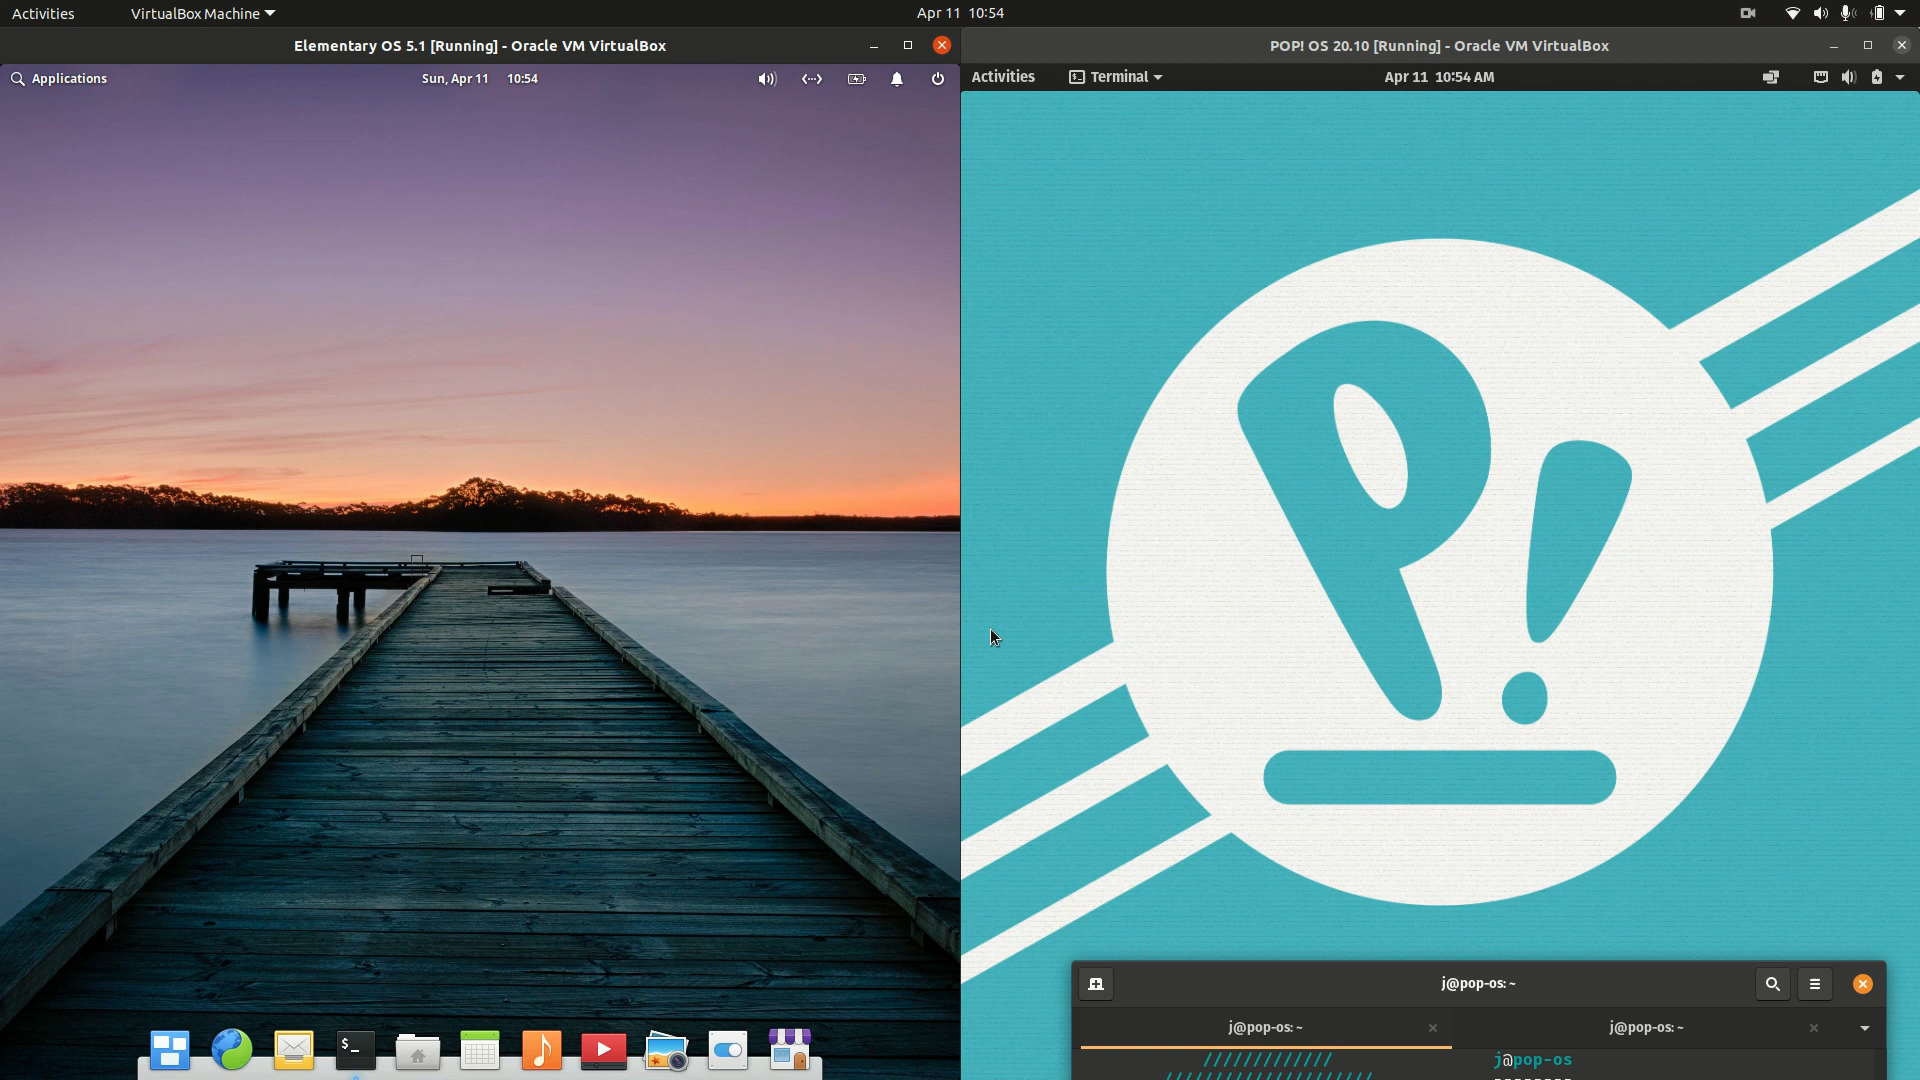 Activities VirtualBox Machine Apr 11 10:54
Elementary OS 5.1 [Running] - Oracle VM VirtualBox
Applications Sun, Apr 11 10:54
$_
POP! OS 20.10 [Running] - Oracle VM VirtualBox
Activities Terminal Apr 11 10:54 AM
P!
j@pop-os: ~
j@pop-os: ~ j@pop-os: ~
///////////// j@pop-os
///////////////////// --------